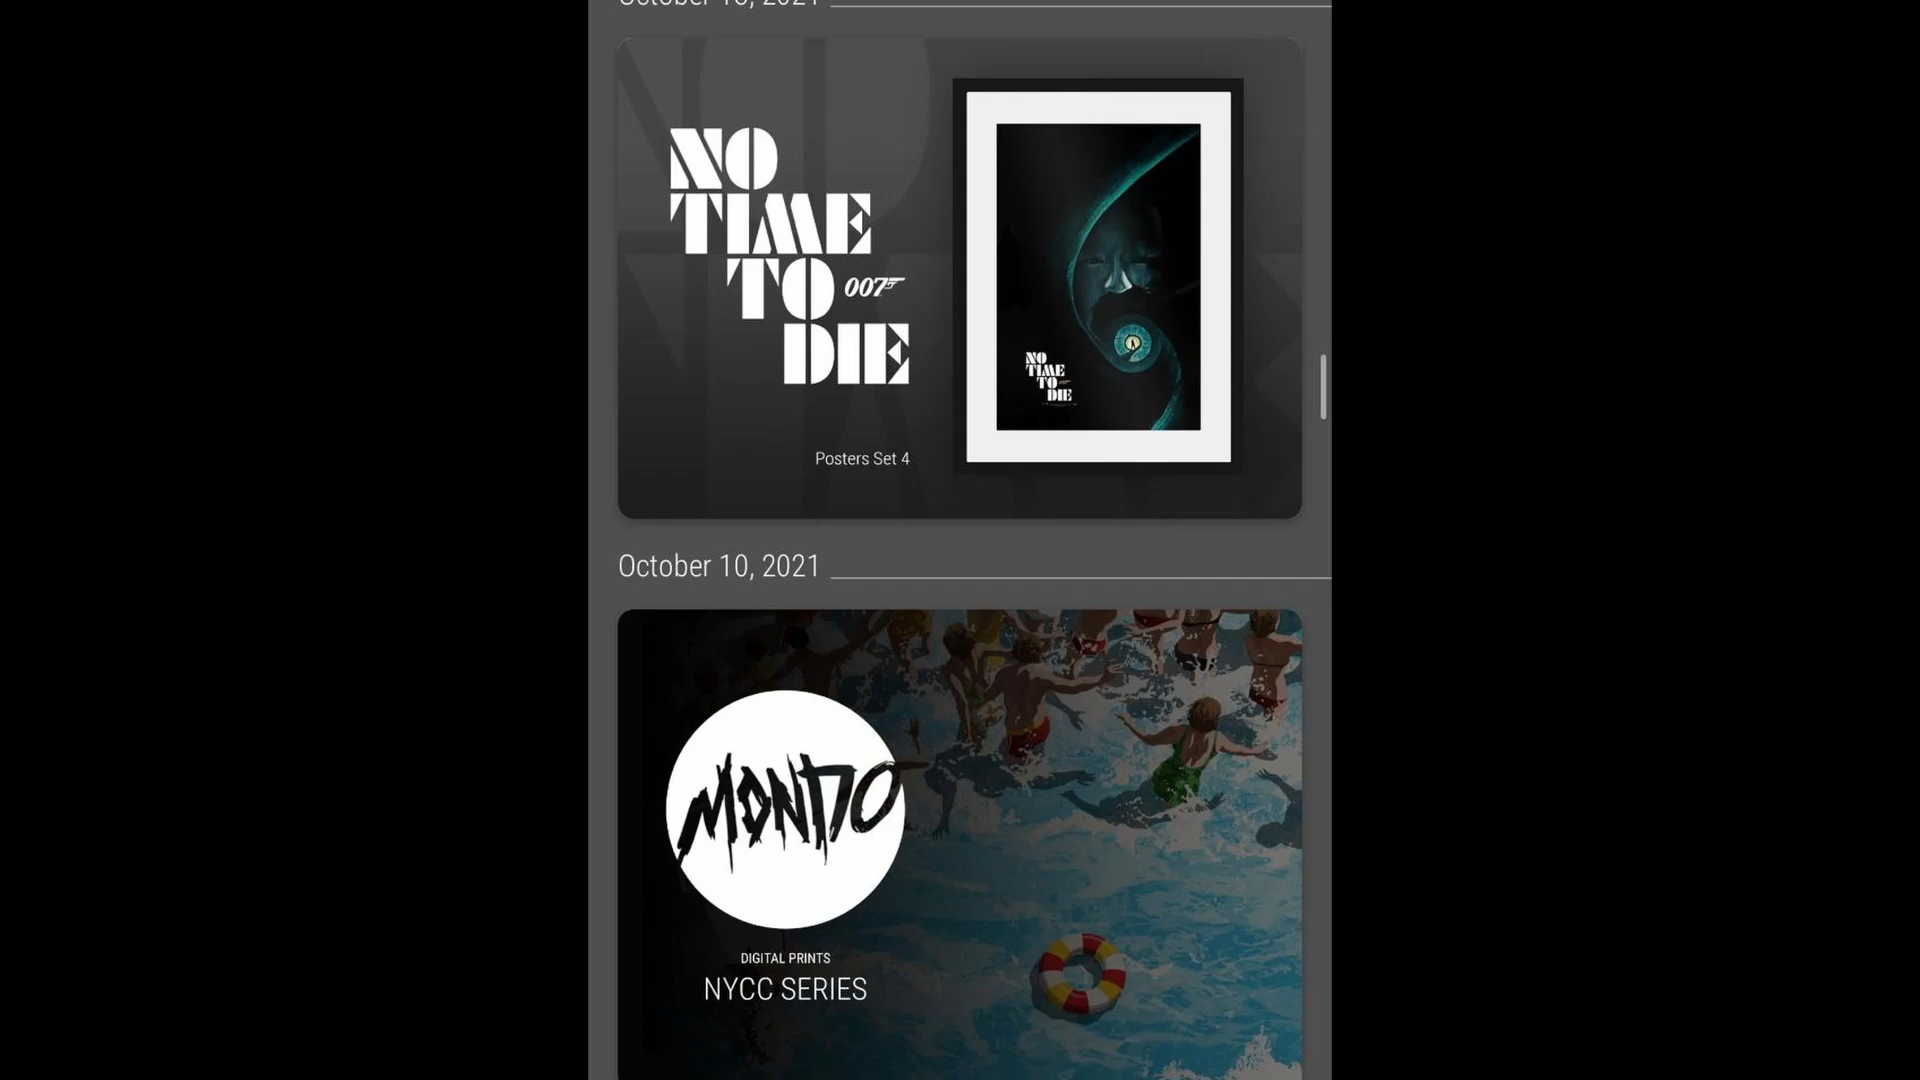 NO
TIME
TO 007
DIE
NO
TIME
TO
DIE
Posters Set 4
October 10, 2021
MONDO
DIGITAL PRINTS
NYCC SERIES